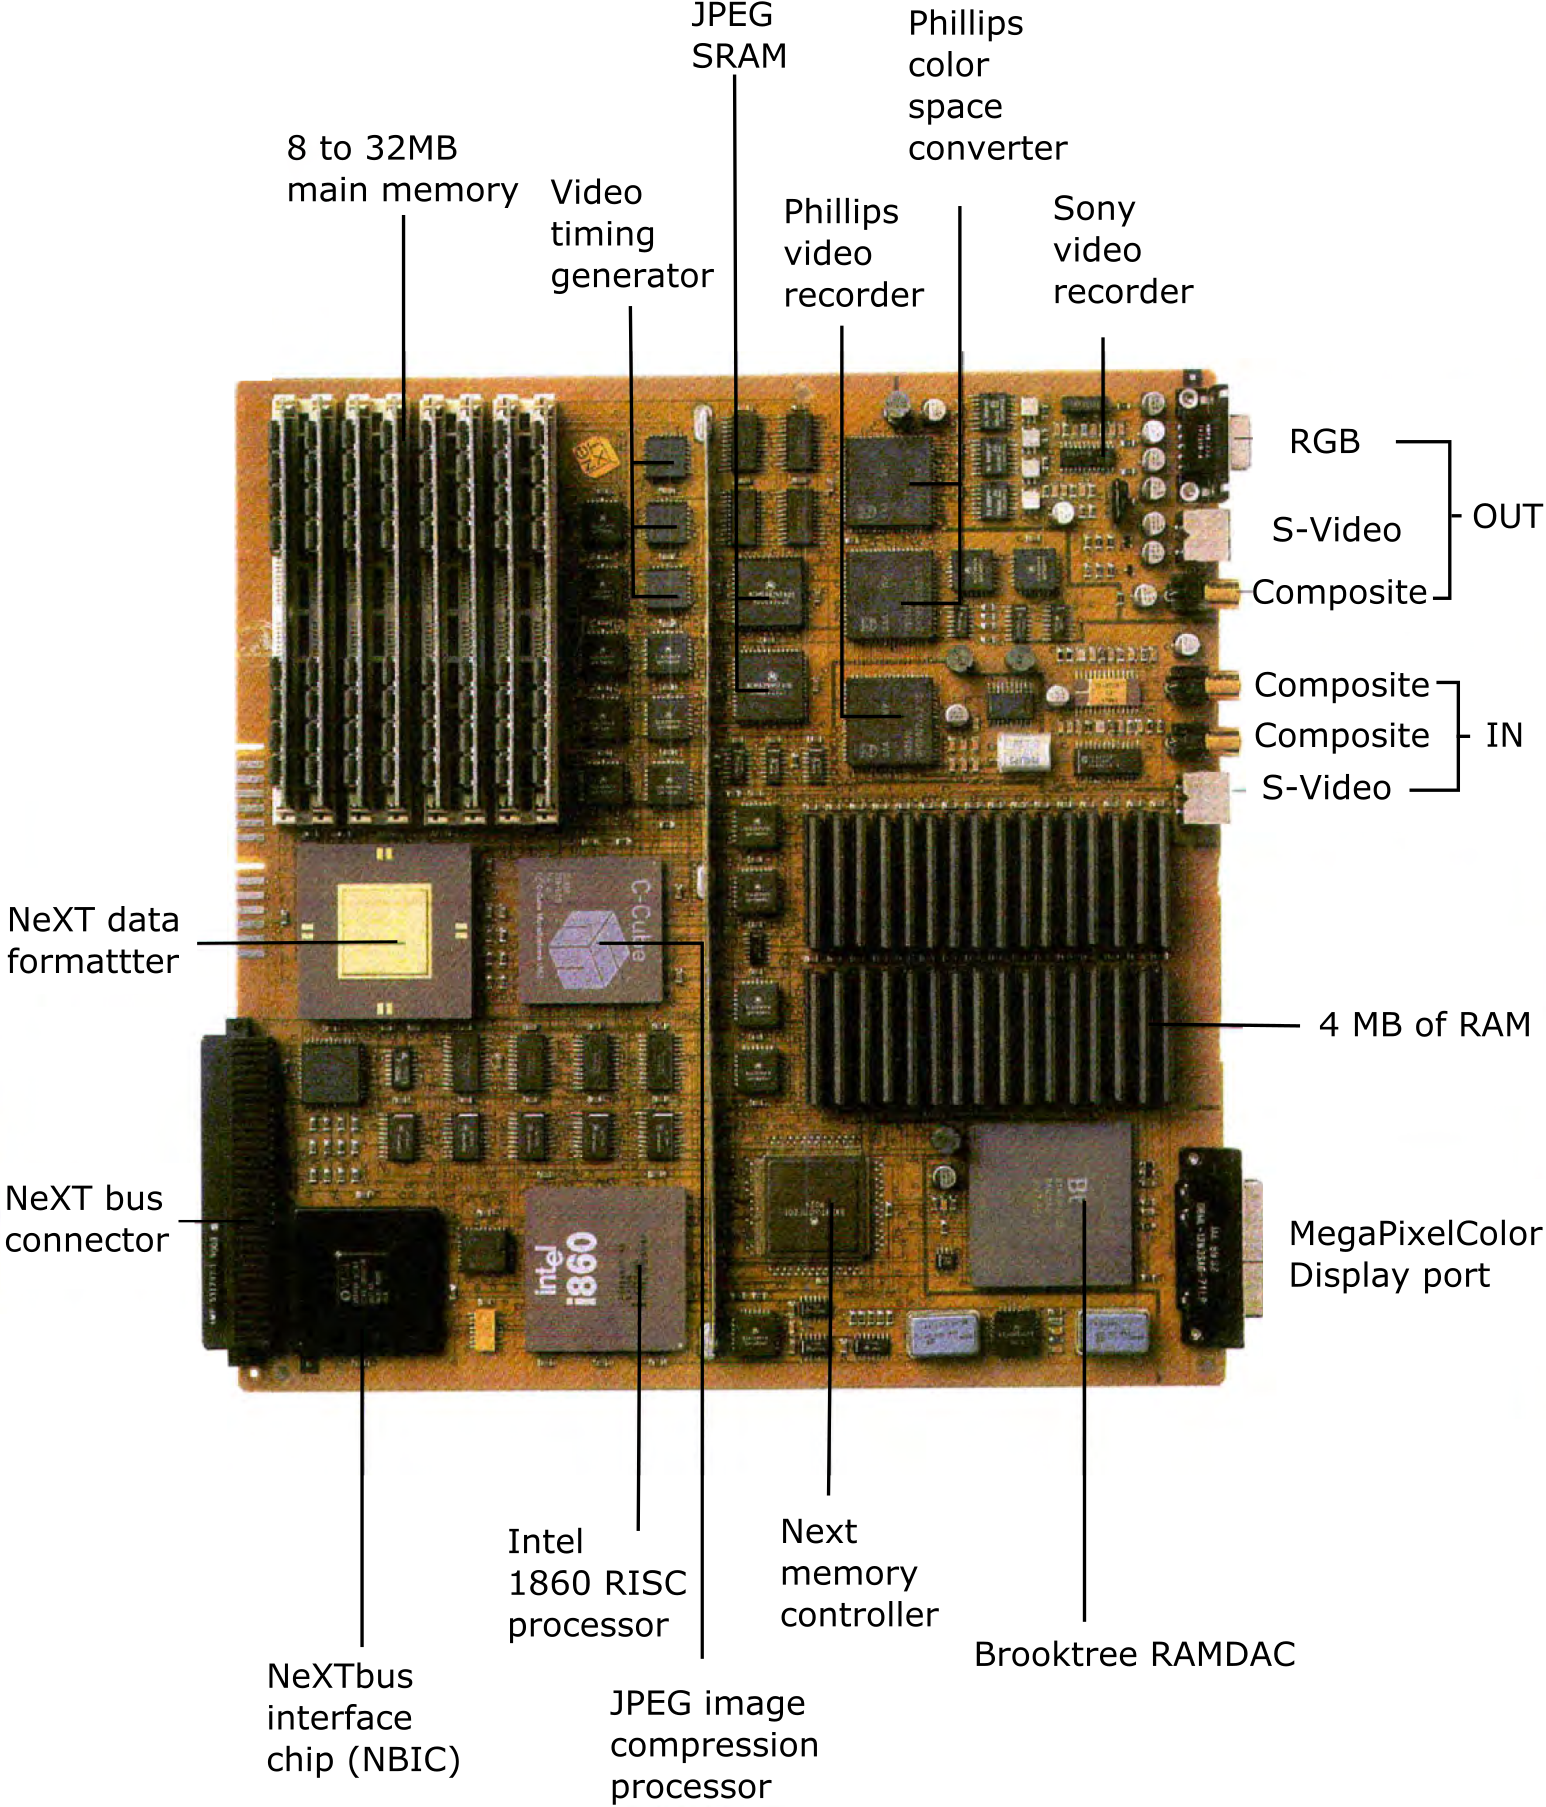 JPEG
SRAM
Phillips
color
space
converter
8 to 32MB
main memory
Video
timing
generator
Phillips
video
recorder
Sony
video
recorder
RGB
S-Video
Composite
OUT
Composite
Composite
S-Video
IN
NeXT data
formattter
C-Cube
4 MB of RAM
NeXT bus
connector
intel
i860
MegaPixelColor
Display port
Intel
1860 RISC
processor
Next
memory
controller
Brooktree RAMDAC
NeXTbus
interface
chip (NBIC)
JPEG image
compression
processor